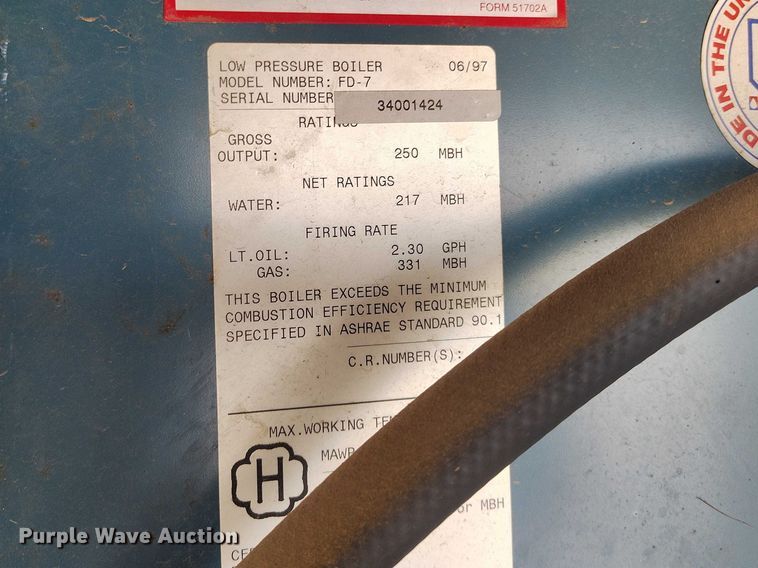 FORM 51702A
LOW PRESSURE BOILER 06/97
MODEL NUMBER: FD-7
SERIAL NUMBER 34001424
RATINGS
GROSS
OUTPUT: 250 MBH
NET RATINGS
WATER: 217 MBH
FIRING RATE
LT.OIL: 2.30 GPH
GAS: 331 MBH
THIS BOILER EXCEEDS THE MINIMUM
COMBUSTION EFFICIENCY REQUIREMENT
SPECIFIED IN ASHRAE STANDARD 90.1
C.R.NUMBER(S):
MAX.WORKING
MAWP
H
or MBH
DE IN THE
Purple Wave Auction